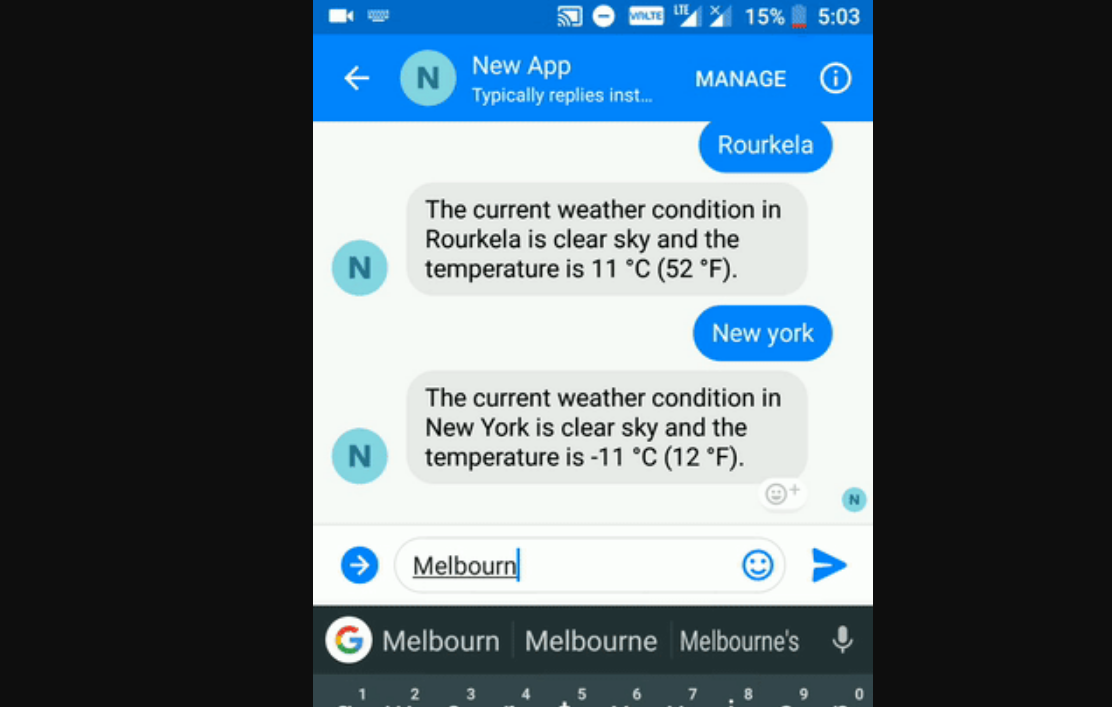 VoLTE LTE 15% 5:03
N New App MANAGE
Typically replies inst...
Rourkela
The current weather condition in
Rourkela is clear sky and the
temperature is 11 °C (52 °F).
N
New york
The current weather condition in
New York is clear sky and the
temperature is -11 °C (12 °F).
N
N
Melbourn
G Melbourn Melbourne Melbourne's
1 2 3 4 5 6 7 8 9 0